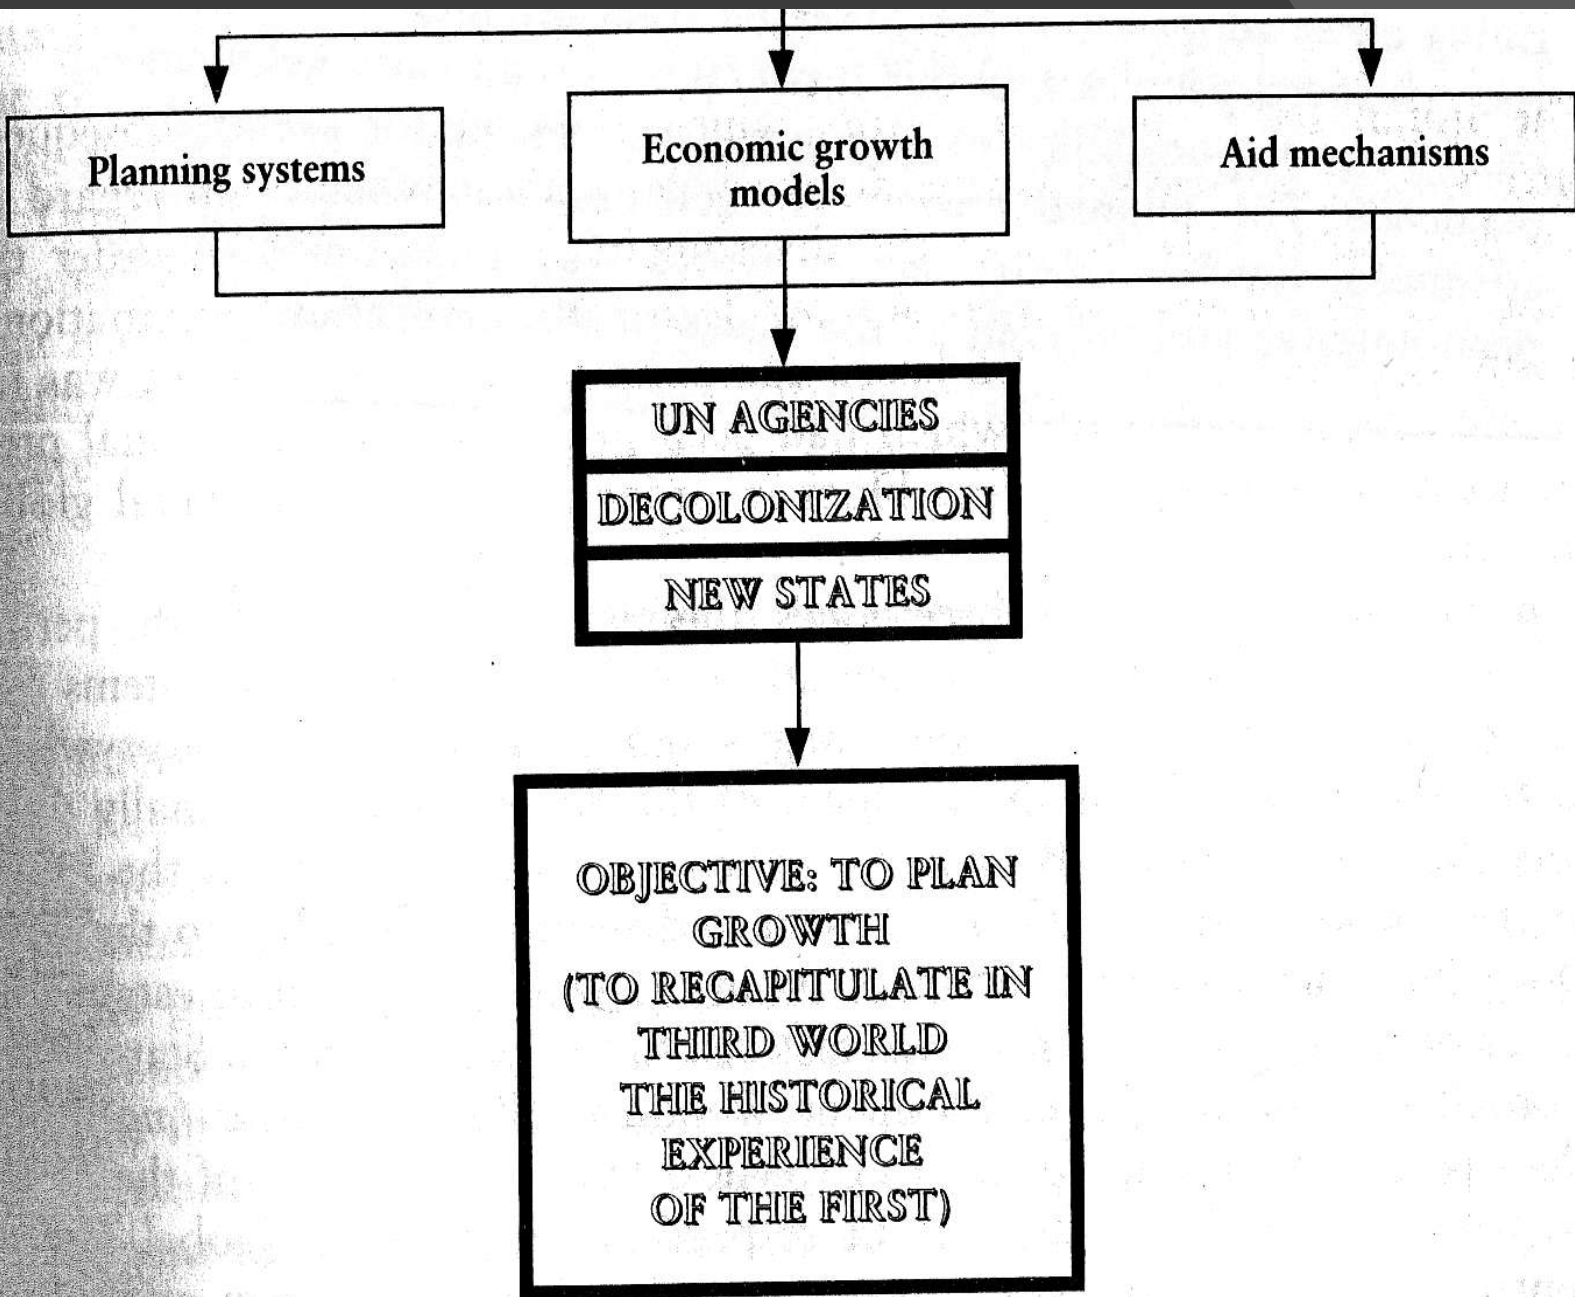 Planning systems
Economic growth
models
Aid mechanisms
UN AGENCIES
DECOLONIZATION
NEW STATES
OBJECTIVE: TO PLAN
GROWTH
(TO RECAPITULATE IN
THIRD WORLD
THE HISTORICAL
EXPERIENCE
OF THE FIRST)